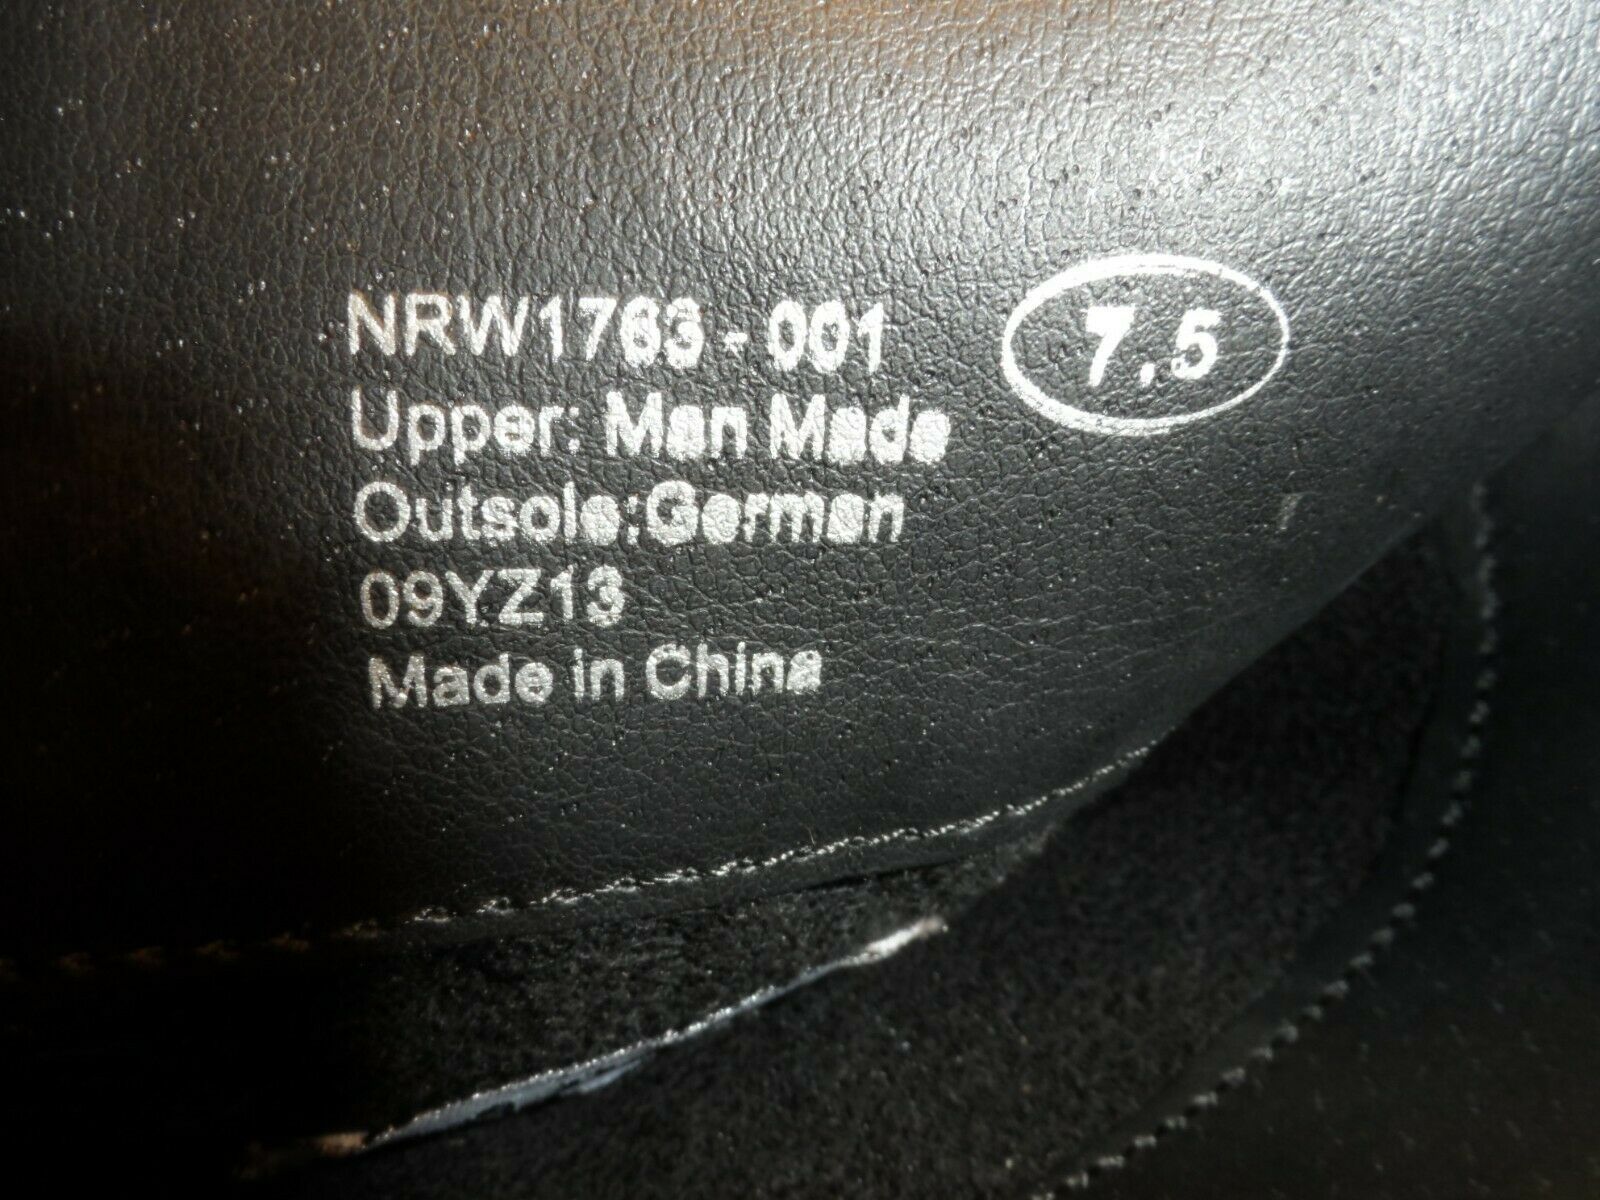 NRW1763-001
7,5
Upper: Man Made
Outsole:German
09YZ13
Made in China